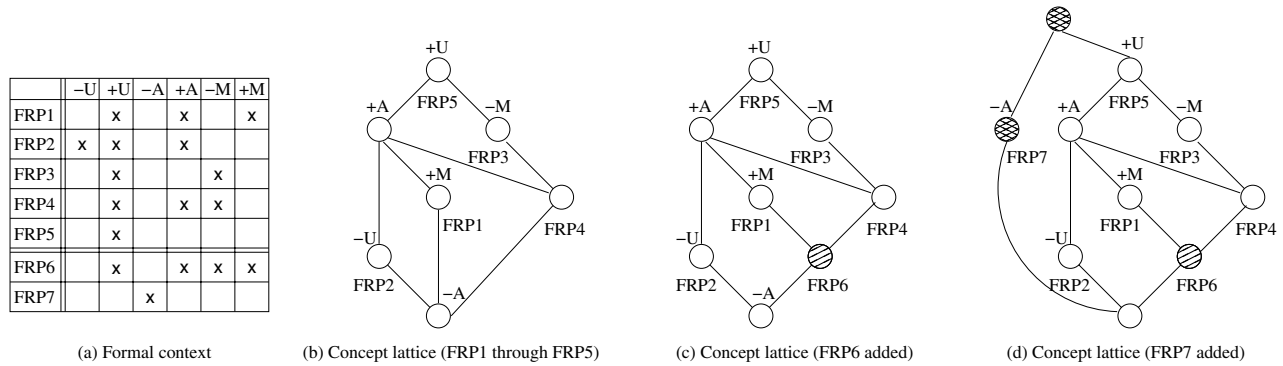 −U +U −A +A −M +M
FRP1 x x x
FRP2 x x x
FRP3 x x
FRP4 x x x
FRP5 x
FRP6 x x x x
FRP7 x
(a) Formal context
+U
FRP5
+A
−M
FRP3
+M
FRP1
FRP4
−U
FRP2
−A
(b) Concept lattice (FRP1 through FRP5)
+U
FRP5
+A
−M
FRP3
+M
FRP1
FRP4
−U
FRP2
FRP6
−A
(c) Concept lattice (FRP6 added)
+U
FRP5
−A
FRP7
+A
−M
FRP3
+M
FRP1
FRP4
−U
FRP2
FRP6
(d) Concept lattice (FRP7 added)